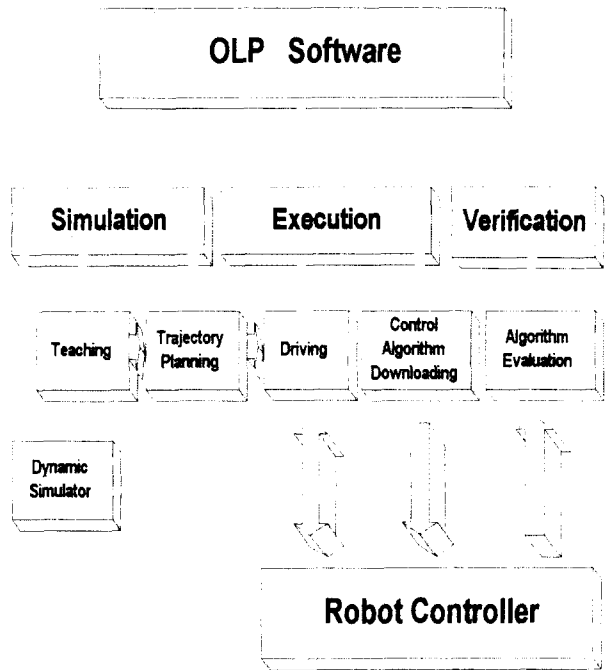 OLP Software
Simulation
Execution
Verification
Teaching
Trajectory
Planning
Driving
Control
Algorithm
Downloading
Algorithm
Evaluation
Dynamic
Simulator
Robot Controller